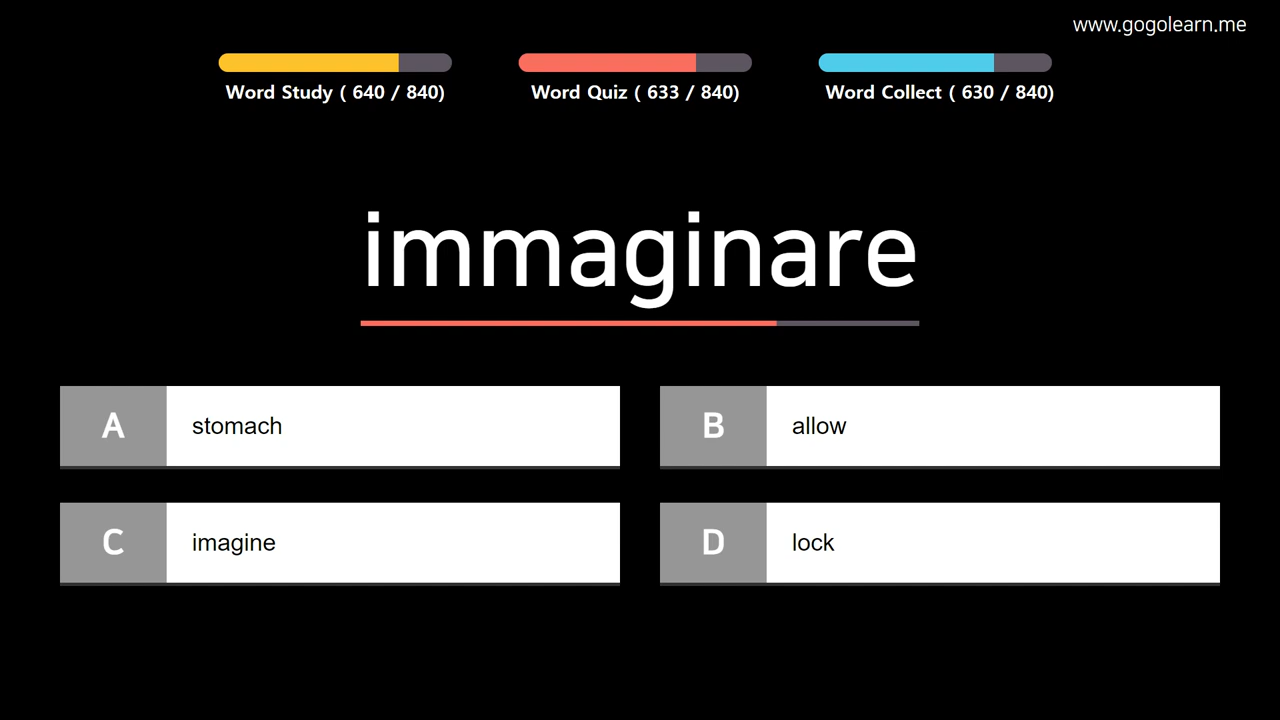 www.gogolearn.me
Word Study ( 640 / 840)
Word Quiz ( 633 / 840)
Word Collect ( 630 / 840)
immaginare
A stomach
B allow
C imagine
D lock